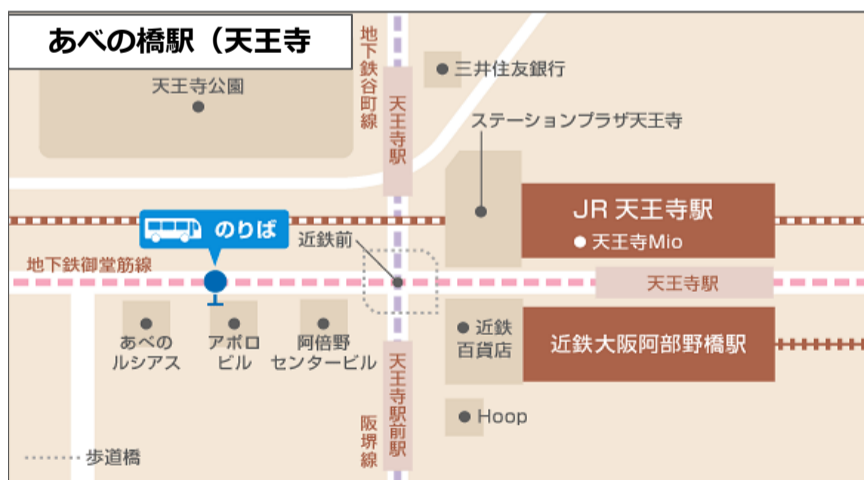 あべの橋駅（天王寺
地下鉄谷町線
天王寺駅
三井住友銀行
天王寺公園
ステーションプラザ天王寺
JR 天王寺駅
天王寺Mio
のりば
近鉄前
地下鉄御堂筋線
天王寺駅
あべの
ルシアス
アポロ
ビル
阿倍野
センタービル
近鉄
百貨店
近鉄大阪阿部野橋駅
天王寺駅前駅
阪堺線
Hoop
歩道橋